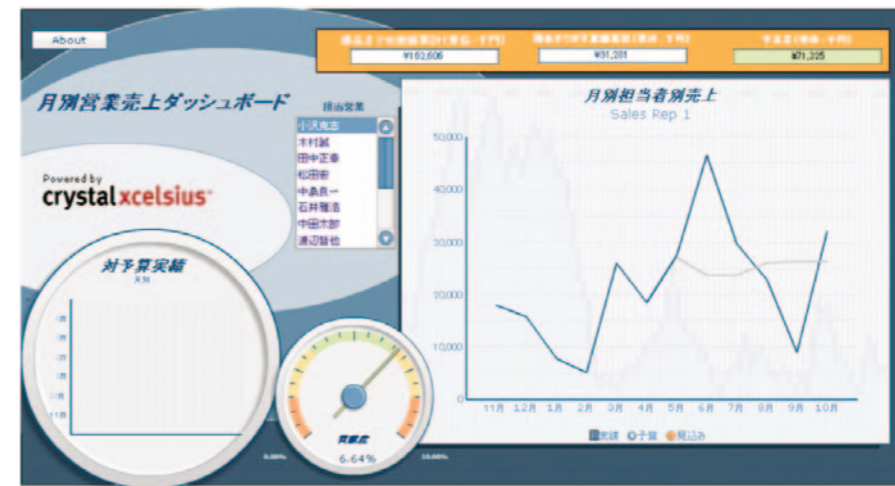 About
¥162,606
¥91,281
¥71,325
月別営業売上ダッシュボード
担当営業
小沢克志
木村誠
田中正幸
松田宏
中島良一
石井雅浩
中田太郎
渡辺哲也
Powered by
crystal xcelsius
月別担当者別売上
Sales Rep 1
50,000
40,000
30,000
20,000
10,000
0
11月 12月 1月 2月 3月 4月 5月 6月 7月 8月 9月 10月
実績 予算 見込み
対予算実績
月別
貢献度
6.64%
0.00%
10.00%